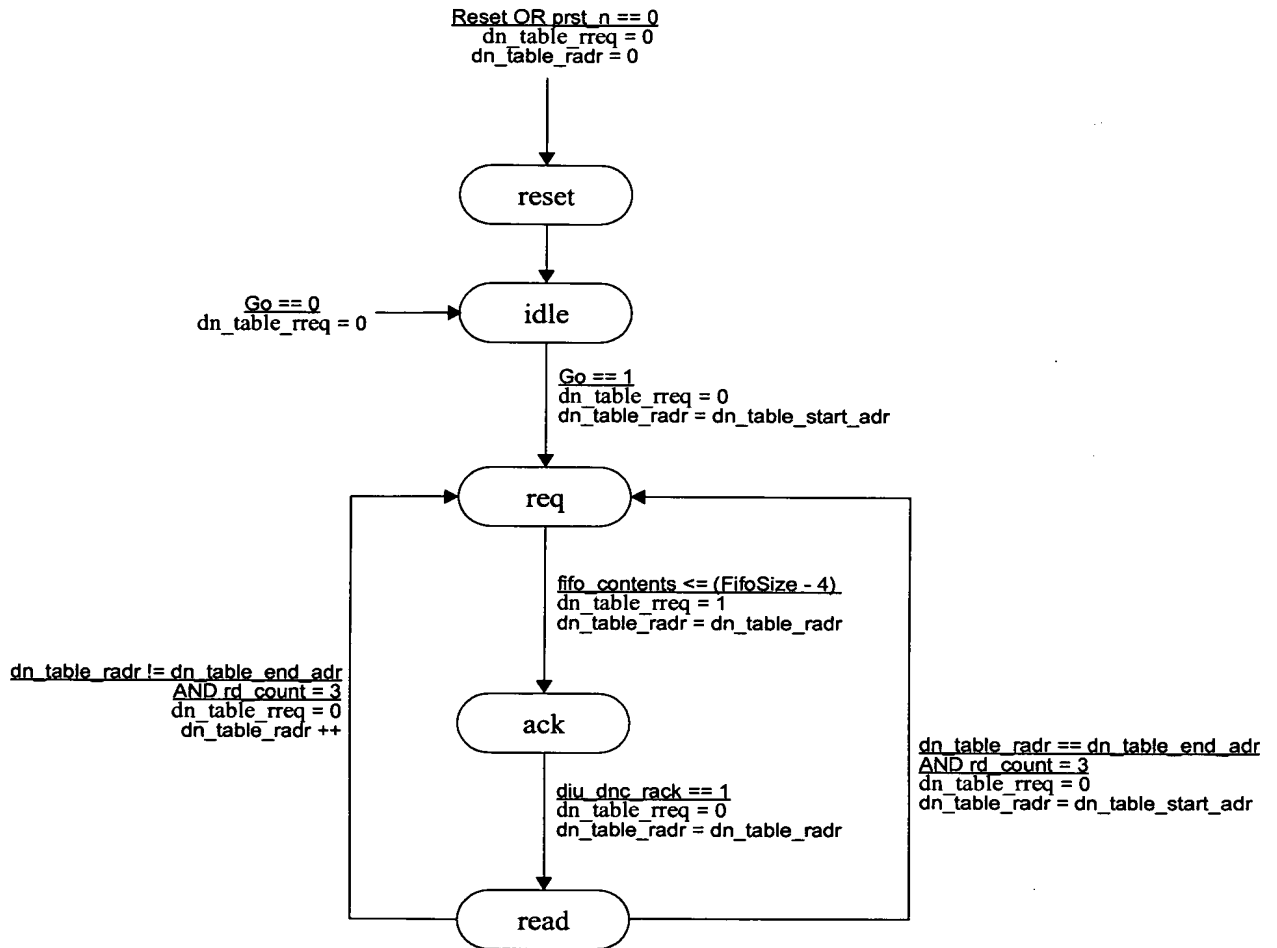 Reset OR prst_n == 0
dn_table_rreq = 0
dn_table_radr = 0
reset
idle
Go == 0
dn_table_rreq = 0
Go == 1
dn_table_rreq = 0
dn_table_radr = dn_table_start_adr
req
fifo_contents <= (FifoSize - 4)
dn_table_rreq = 1
dn_table_radr = dn_table_radr
dn_table_radr != dn_table_end_adr
AND rd_count = 3
dn_table_rreq = 0
dn_table_radr ++
ack
dn_table_radr == dn_table_end_adr
AND rd_count = 3
dn_table_rreq = 0
dn_table_radr = dn_table_start_adr
diu_dnc_rack == 1
dn_table_rreq = 0
dn_table_radr = dn_table_radr
read